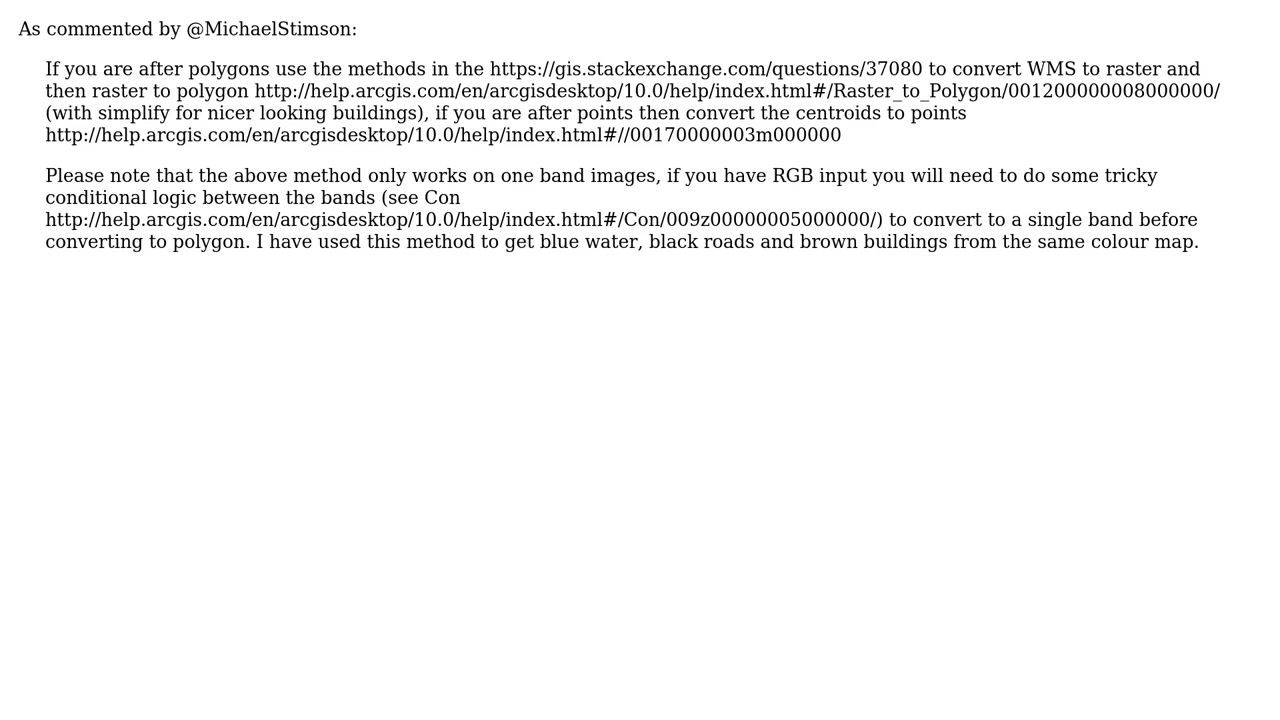 As commented by @MichaelStimson:
If you are after polygons use the methods in the https://gis.stackexchange.com/questions/37080 to convert WMS to raster and
then raster to polygon http://help.arcgis.com/en/arcgisdesktop/10.0/help/index.html#/Raster_to_Polygon/001200000008000000/
(with simplify for nicer looking buildings), if you are after points then convert the centroids to points
http://help.arcgis.com/en/arcgisdesktop/10.0/help/index.html#//00170000003m000000
Please note that the above method only works on one band images, if you have RGB input you will need to do some tricky
conditional logic between the bands (see Con
http://help.arcgis.com/en/arcgisdesktop/10.0/help/index.html#/Con/009z00000005000000/) to convert to a single band before
converting to polygon. I have used this method to get blue water, black roads and brown buildings from the same colour map.